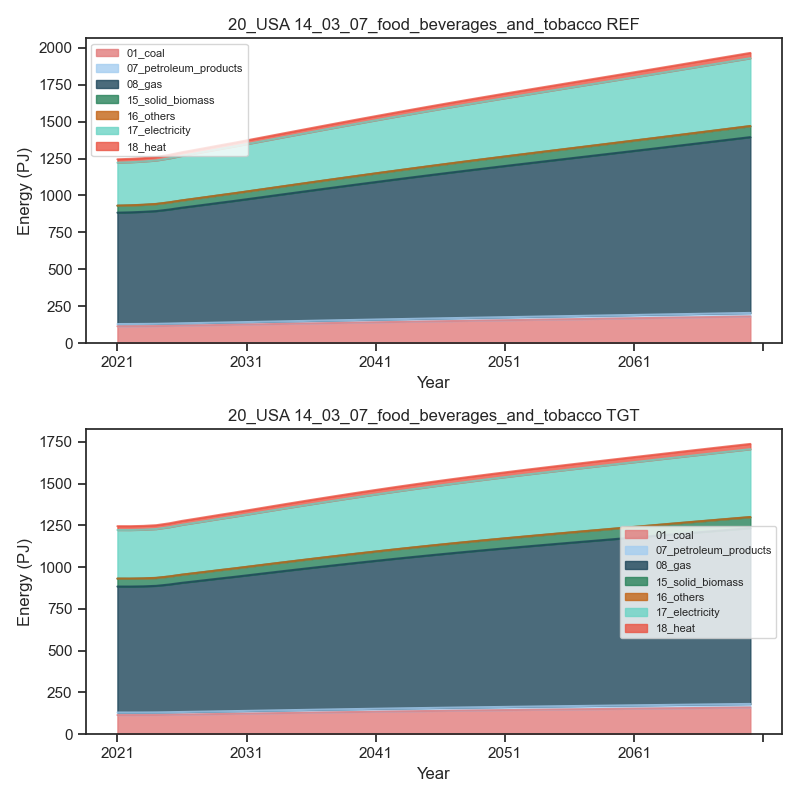 20_USA 14_03_07_food_beverages_and_tobacco REF
2000
1750
1500
1250
1000
750
500
250
0
Energy (PJ)
01_coal
07_petroleum_products
08_gas
15_solid_biomass
16_others
17_electricity
18_heat
2021
2031
2041
2051
2061
Year
20_USA 14_03_07_food_beverages_and_tobacco TGT
1750
1500
1250
1000
750
500
250
0
Energy (PJ)
01_coal
07_petroleum_products
08_gas
15_solid_biomass
16_others
17_electricity
18_heat
2021
2031
2041
2051
2061
Year